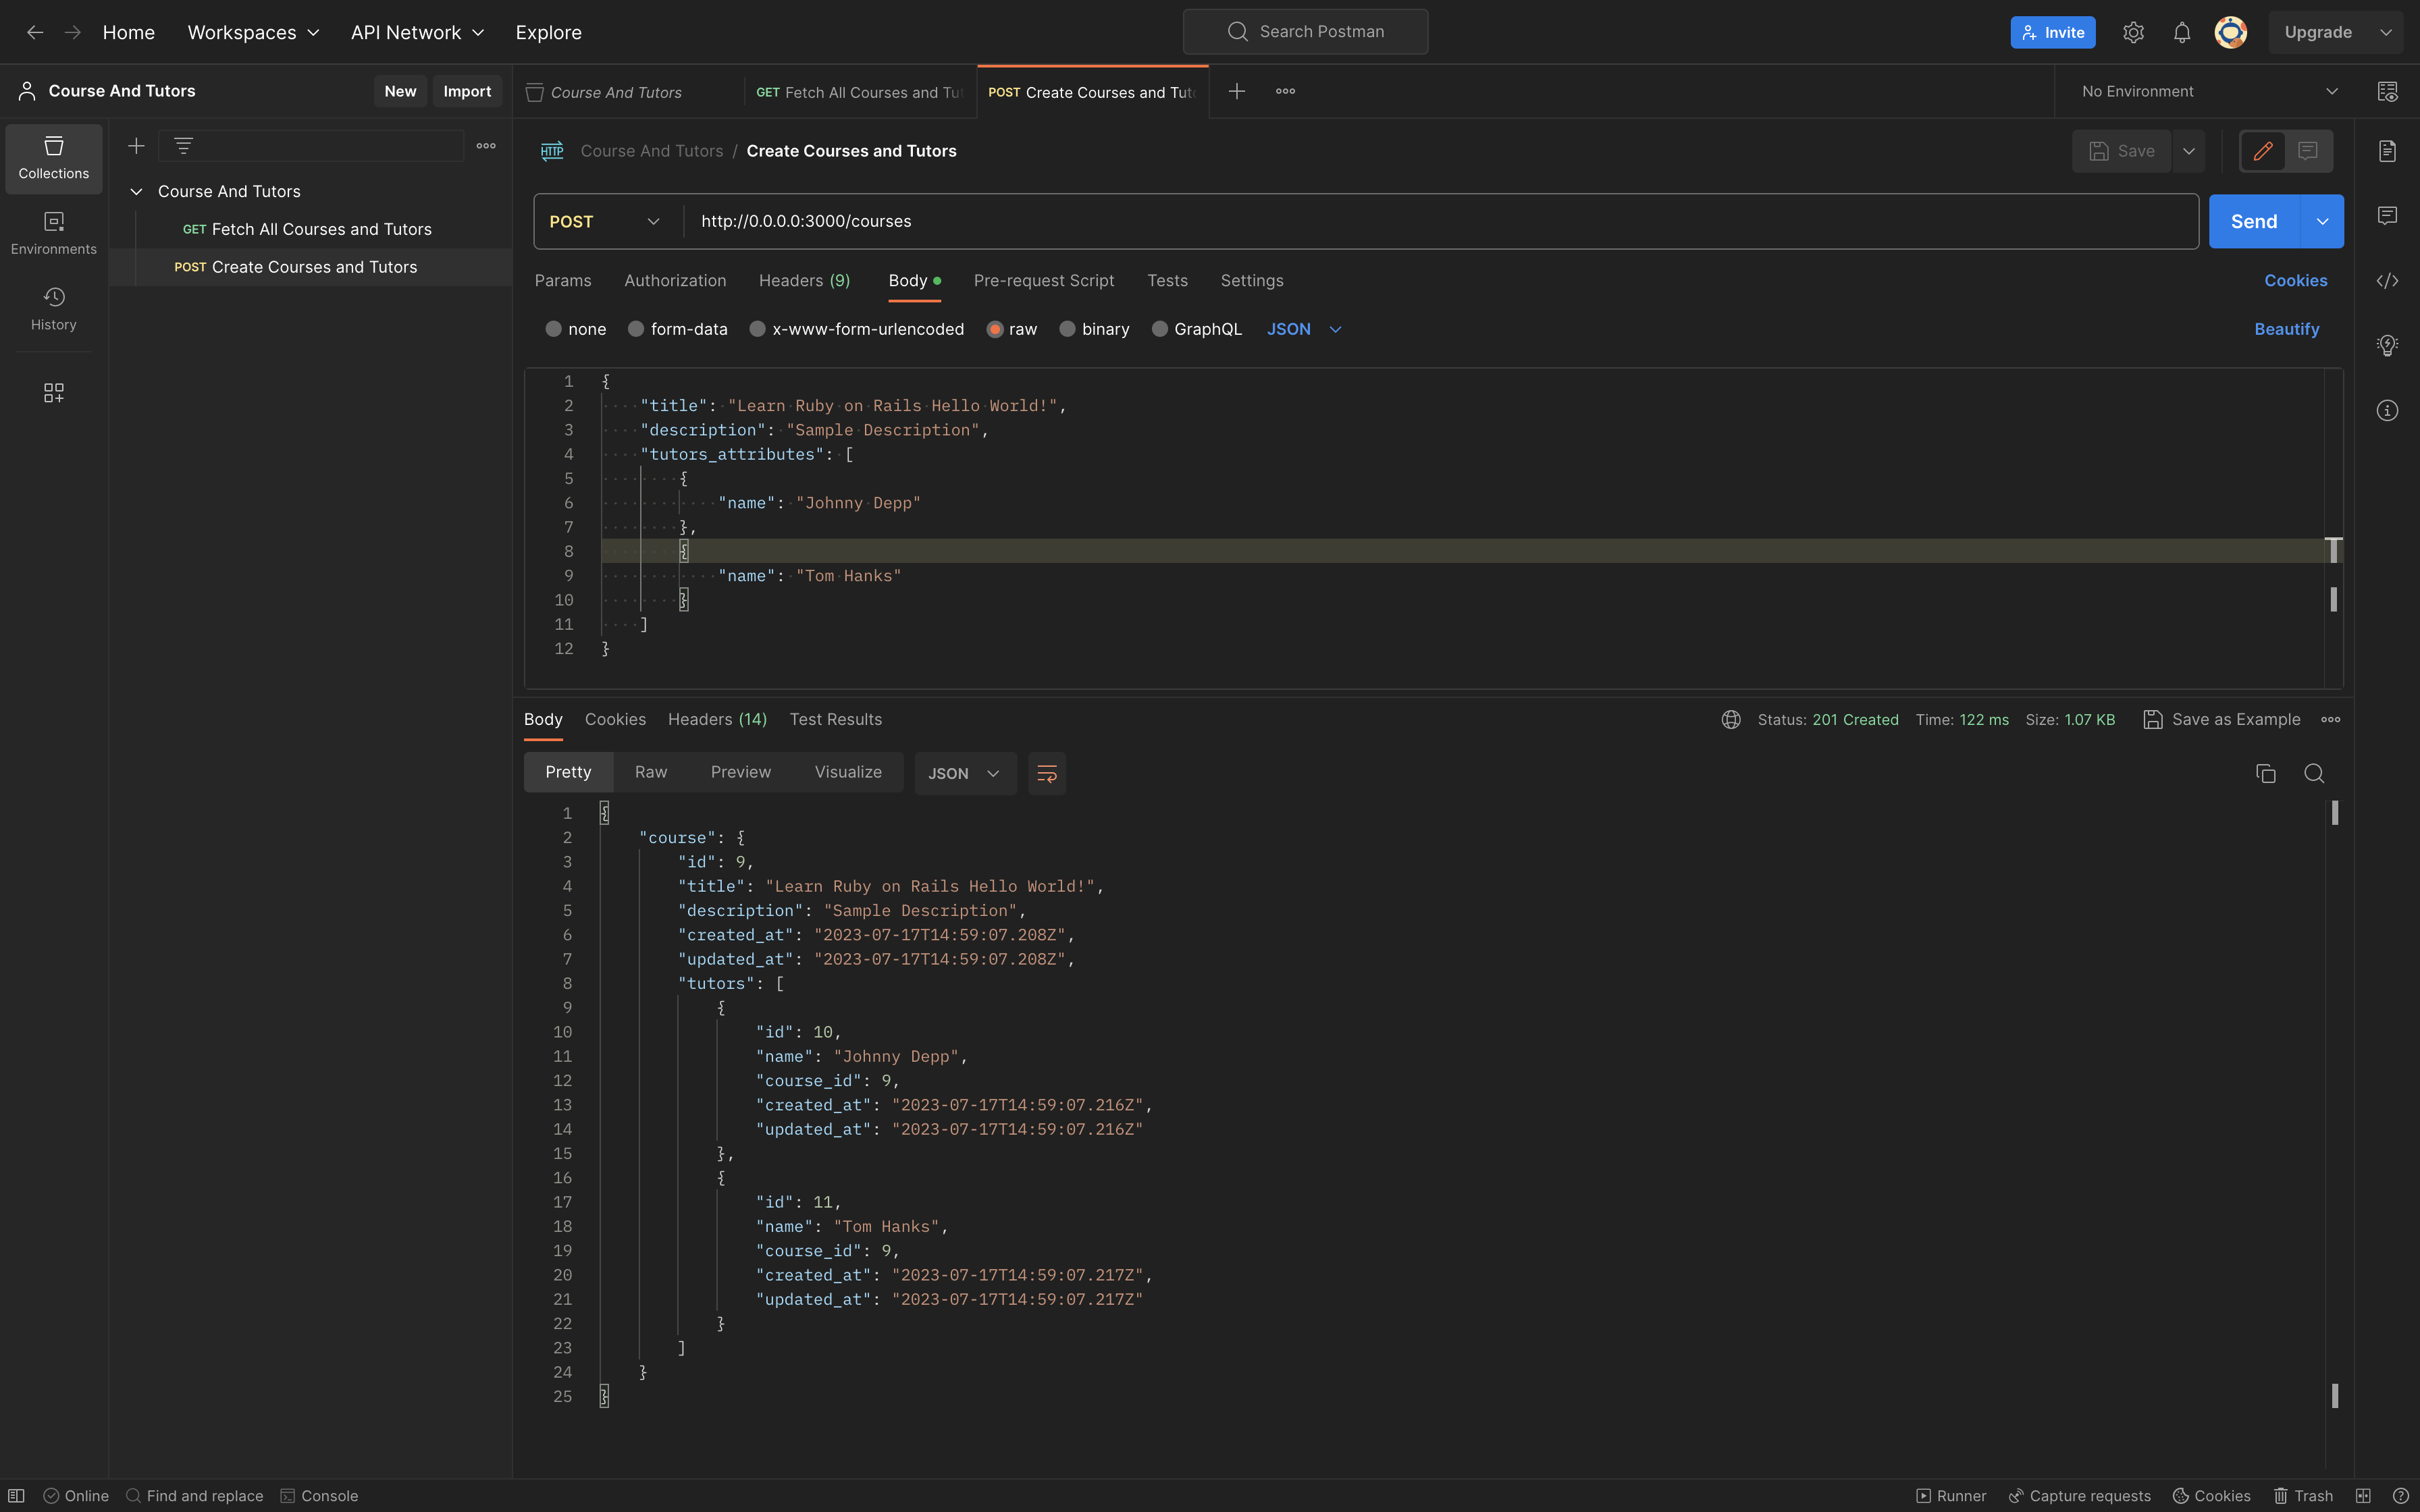 Home Workspaces API Network Explore Search Postman Invite Upgrade
Course And Tutors New Import Course And Tutors GET Fetch All Courses and Tut POST Create Courses and Tuto No Environment
Collections
Environments
History
Course And Tutors
GET Fetch All Courses and Tutors
POST Create Courses and Tutors
HTTP Course And Tutors / Create Courses and Tutors Save
POST http://0.0.0.0:3000/courses Send
Params Authorization Headers (9) Body Pre-request Script Tests Settings Cookies
none form-data x-www-form-urlencoded raw binary GraphQL JSON Beautify
1 {
2 "title": "Learn Ruby on Rails Hello World!",
3 "description": "Sample Description",
4 "tutors_attributes": [
5 {
6 "name": "Johnny Depp"
7 },
8 {
9 "name": "Tom Hanks"
10 }
11 ]
12 }
Body Cookies Headers (14) Test Results Status: 201 Created Time: 122 ms Size: 1.07 KB Save as Example
Pretty Raw Preview Visualize JSON
1 {
2 "course": {
3 "id": 9,
4 "title": "Learn Ruby on Rails Hello World!",
5 "description": "Sample Description",
6 "created_at": "2023-07-17T14:59:07.208Z",
7 "updated_at": "2023-07-17T14:59:07.208Z",
8 "tutors": [
9 {
10 "id": 10,
11 "name": "Johnny Depp",
12 "course_id": 9,
13 "created_at": "2023-07-17T14:59:07.216Z",
14 "updated_at": "2023-07-17T14:59:07.216Z"
15 },
16 {
17 "id": 11,
18 "name": "Tom Hanks",
19 "course_id": 9,
20 "created_at": "2023-07-17T14:59:07.217Z",
21 "updated_at": "2023-07-17T14:59:07.217Z"
22 }
23 ]
24 }
25 }
Online Find and replace Console Runner Capture requests Cookies Trash